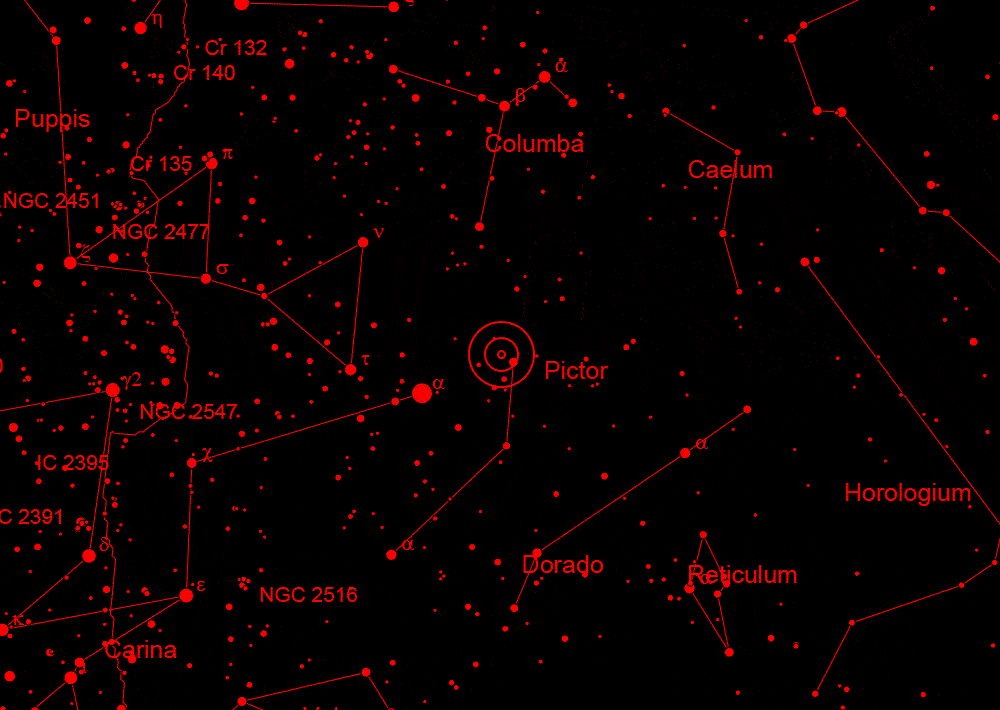 η
Cr 132
Cr 140
α
β
Puppis
Columba
π
Cr 135
Caelum
NGC 2451
NGC 2477
ν
ζ
σ
τ
Pictor
γ2
α
NGC 2547
α
χ
IC 2395
Horologium
C 2391
δ
α
Dorado
Reticulum
α
ε
NGC 2516
κ
Carina